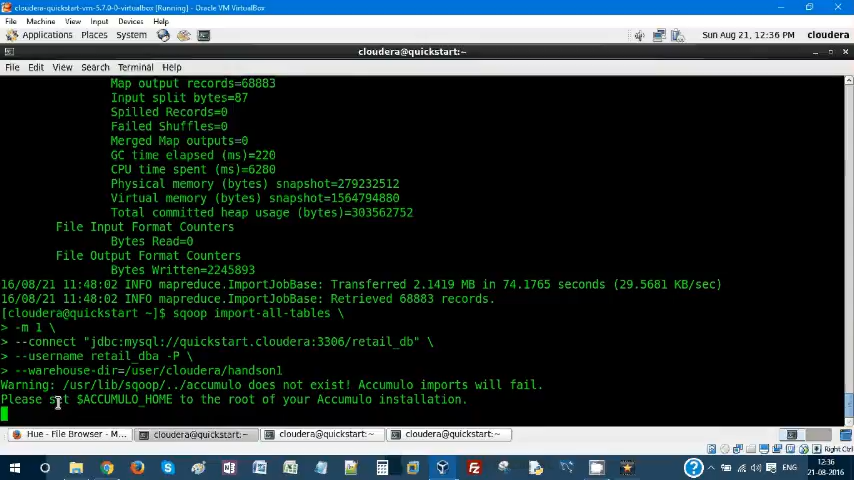 cloudera-quickstart-vm-5.7.0-0-virtualbox [Running] - Oracle VM VirtualBox
File Machine View Input Devices Help
Applications Places System Sun Aug 21, 12:36 PM cloudera
cloudera@quickstart:~
File Edit View Search Terminal Help
Map output records=68883
Input split bytes=87
Spilled Records=0
Failed Shuffles=0
Merged Map outputs=0
GC time elapsed (ms)=220
CPU time spent (ms)=6280
Physical memory (bytes) snapshot=279232512
Virtual memory (bytes) snapshot=1564794880
Total committed heap usage (bytes)=303562752
File Input Format Counters
Bytes Read=0
File Output Format Counters
Bytes Written=2245893
16/08/21 11:48:02 INFO mapreduce.ImportJobBase: Transferred 2.1419 MB in 74.1765 seconds (29.5681 KB/sec)
16/08/21 11:48:02 INFO mapreduce.ImportJobBase: Retrieved 68883 records.
[cloudera@quickstart ~]$ sqoop import-all-tables \
> -m 1 \
> --connect "jdbc:mysql://quickstart.cloudera:3306/retail_db" \
> --username retail_dba -P \
> --warehouse-dir=/user/cloudera/handson1
Warning: /usr/lib/sqoop/../accumulo does not exist! Accumulo imports will fail.
Please set $ACCUMULO_HOME to the root of your Accumulo installation.
Hue - File Browser - M... cloudera@quickstart:~ cloudera@quickstart:~ cloudera@quickstart:~
Right Ctrl
ENG 12:36
21-08-2016